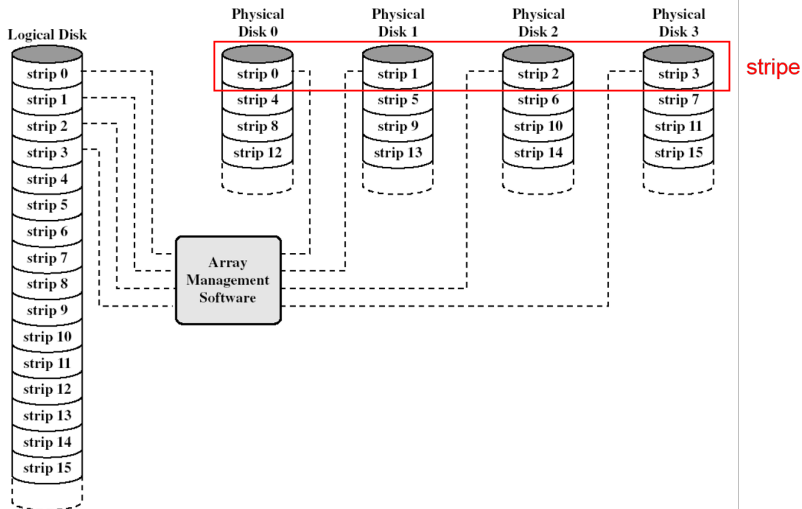 Logical Disk
Physical
Disk 0
Physical
Disk 1
Physical
Disk 2
Physical
Disk 3
stripe
strip 0
strip 1
strip 2
strip 3
strip 4
strip 5
strip 6
strip 7
strip 8
strip 9
strip 10
strip 11
strip 12
strip 13
strip 14
strip 15
strip 0
strip 4
strip 8
strip 12
strip 1
strip 5
strip 9
strip 13
strip 2
strip 6
strip 10
strip 14
strip 3
strip 7
strip 11
strip 15
Array
Management
Software